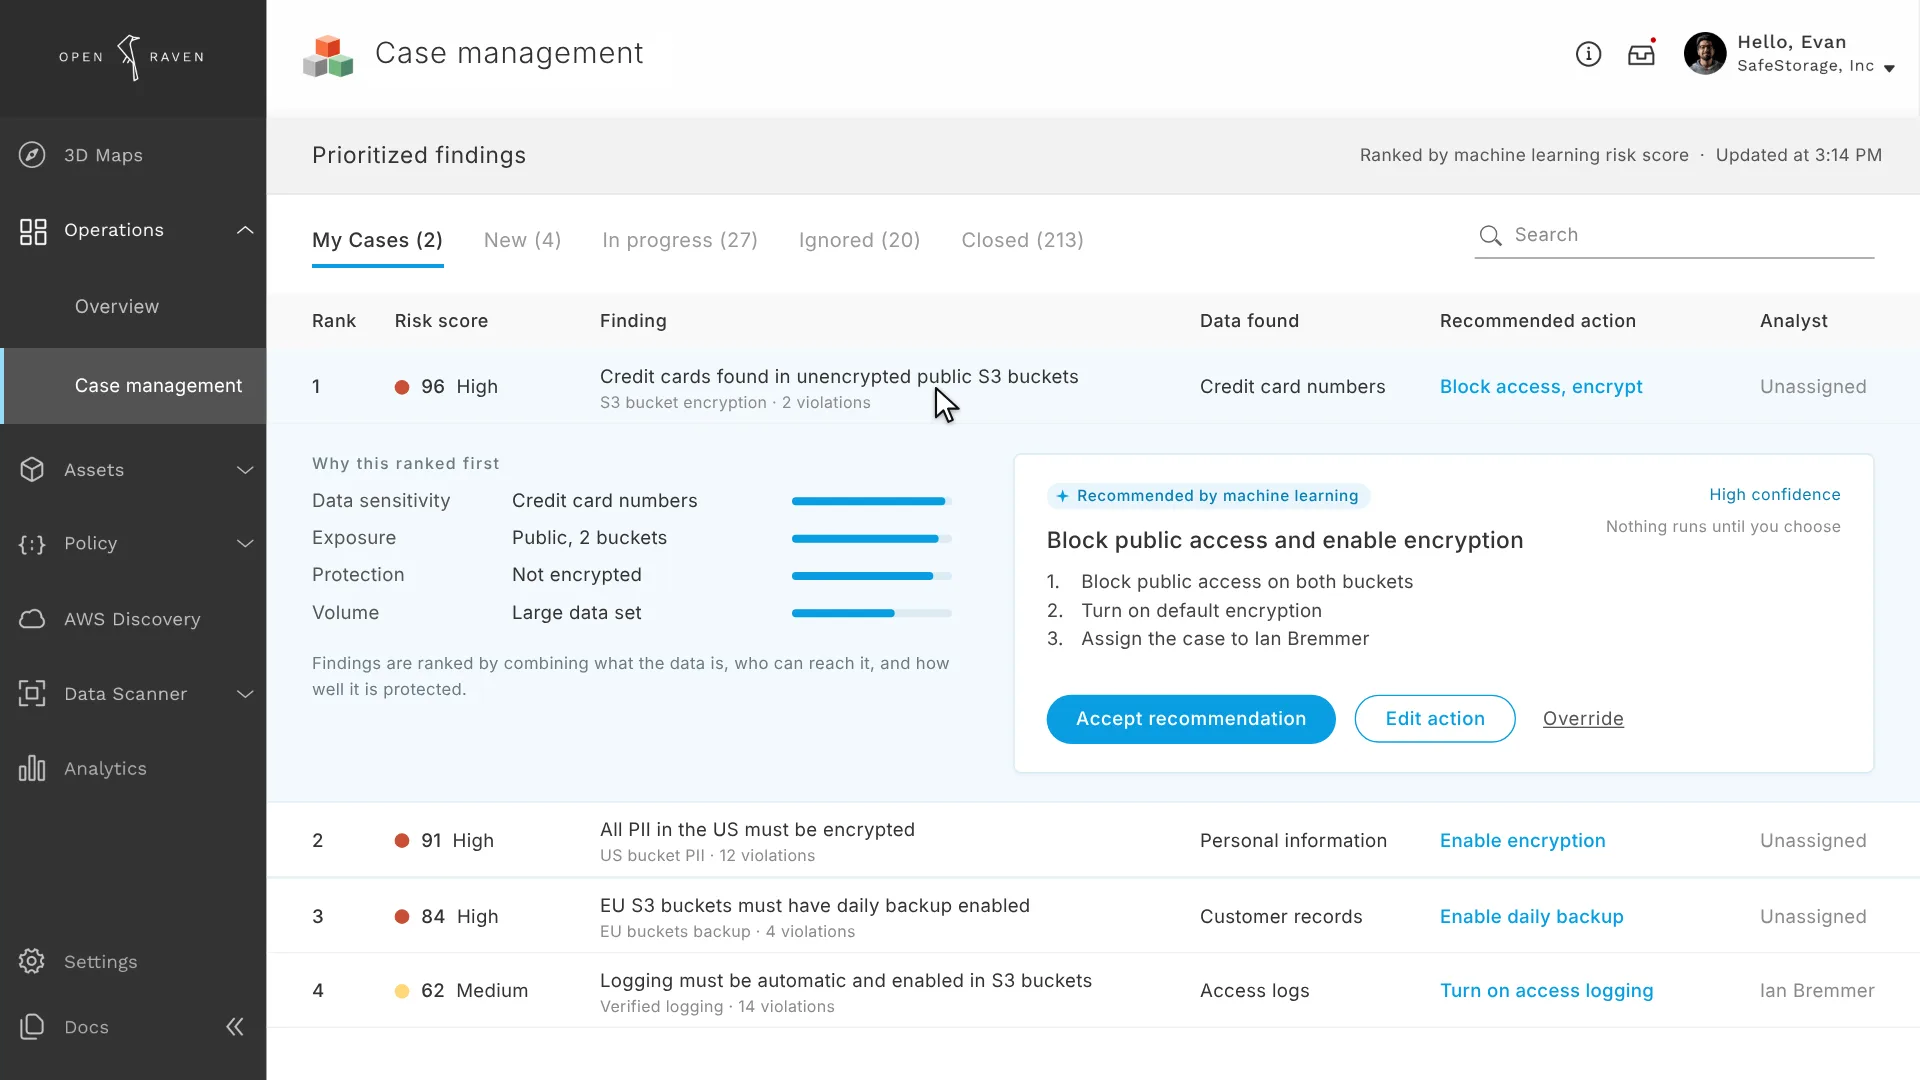 OPEN RAVEN
Case management
Hello, Evan
SafeStorage, Inc
3D Maps
Operations
Overview
Case management
Assets
Policy
AWS Discovery
Data Scanner
Analytics
Settings
Docs
Prioritized findings
Ranked by machine learning risk score · Updated at 3:14 PM
My Cases (2) New (4) In progress (27) Ignored (20) Closed (213)
Search
Rank Risk score Finding Data found Recommended action Analyst
1 96 High Credit cards found in unencrypted public S3 buckets Credit card numbers Block access, encrypt Unassigned
S3 bucket encryption · 2 violations
Why this ranked first
Data sensitivity Credit card numbers
Exposure Public, 2 buckets
Protection Not encrypted
Volume Large data set
Findings are ranked by combining what the data is, who can reach it, and how
well it is protected.
Recommended by machine learning
High confidence
Nothing runs until you choose
Block public access and enable encryption
1. Block public access on both buckets
2. Turn on default encryption
3. Assign the case to Ian Bremmer
Accept recommendation Edit action Override
2 91 High All PII in the US must be encrypted Personal information Enable encryption Unassigned
US bucket PII · 12 violations
3 84 High EU S3 buckets must have daily backup enabled Customer records Enable daily backup Unassigned
EU buckets backup · 4 violations
4 62 Medium Logging must be automatic and enabled in S3 buckets Access logs Turn on access logging Ian Bremmer
Verified logging · 14 violations